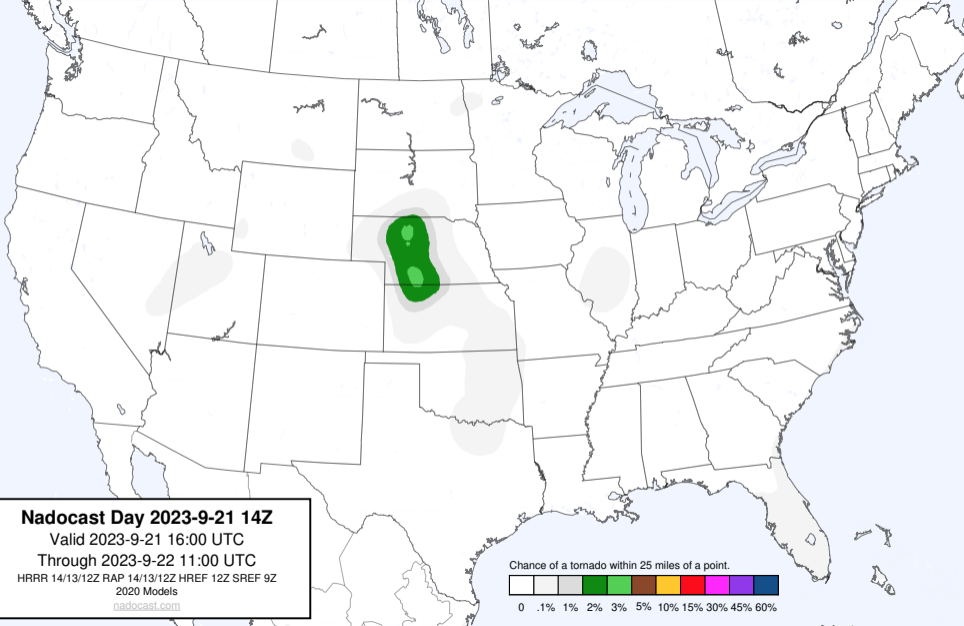 Nadocast Day 2023-9-21 14Z
Valid 2023-9-21 16:00 UTC
Through 2023-9-22 11:00 UTC
HRRR 14/13/12Z RAP 14/13/12Z HREF 12Z SREF 9Z
2020 Models
nadocast.com
Chance of a tornado within 25 miles of a point.
0 .1% 1% 2% 3% 5% 10% 15% 30% 45% 60%